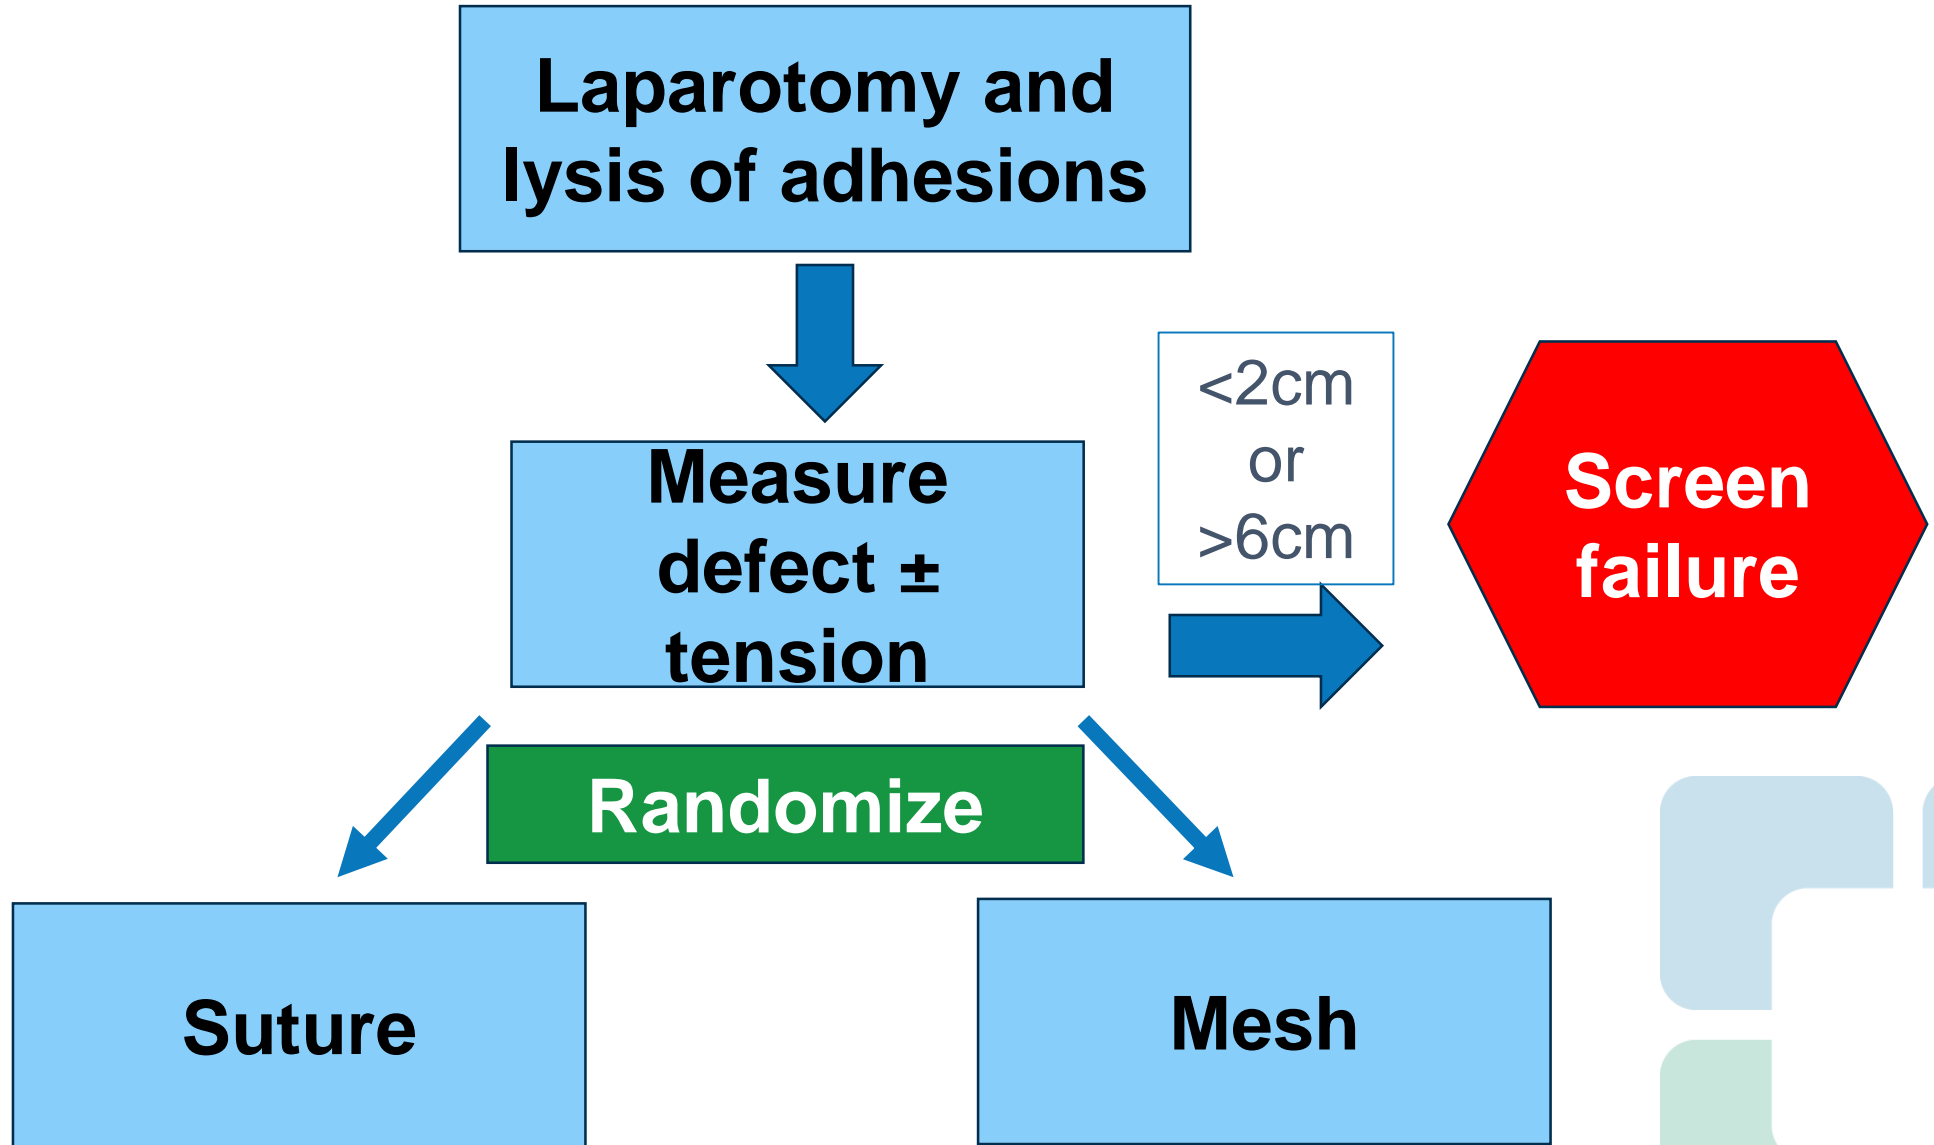 Laparotomy and
lysis of adhesions
<2cm
or
>6cm
Measure
defect ±
tension
Screen
failure
Randomize
Suture
Mesh